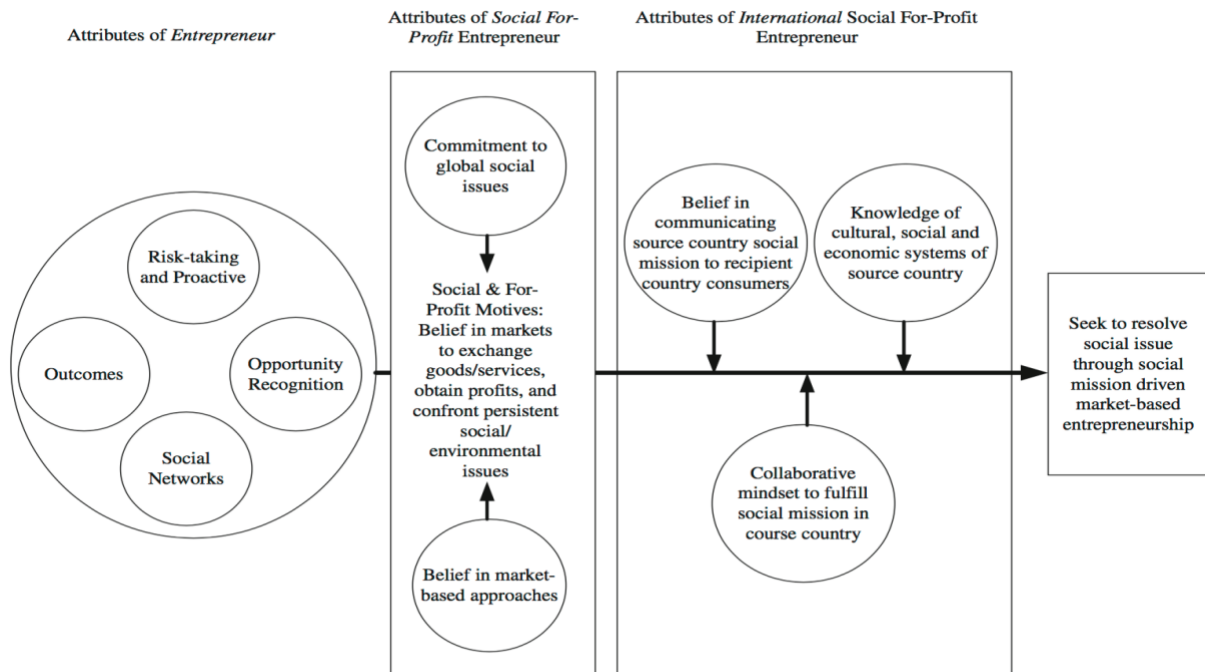 Attributes of Entrepreneur
Attributes of Social For-
Profit Entrepreneur
Attributes of International Social For-Profit
Entrepreneur
Risk-taking
and Proactive
Outcomes
Opportunity
Recognition
Social
Networks
Commitment to
global social
issues
Social & For-
Profit Motives:
Belief in markets
to exchange
goods/services,
obtain profits, and
confront persistent
social/
environmental
issues
Belief in market-
based approaches
Belief in
communicating
source country social
mission to recipient
country consumers
Knowledge of
cultural, social and
economic systems of
source country
Collaborative
mindset to fulfill
social mission in
course country
Seek to resolve
social issue
through social
mission driven
market-based
entrepreneurship